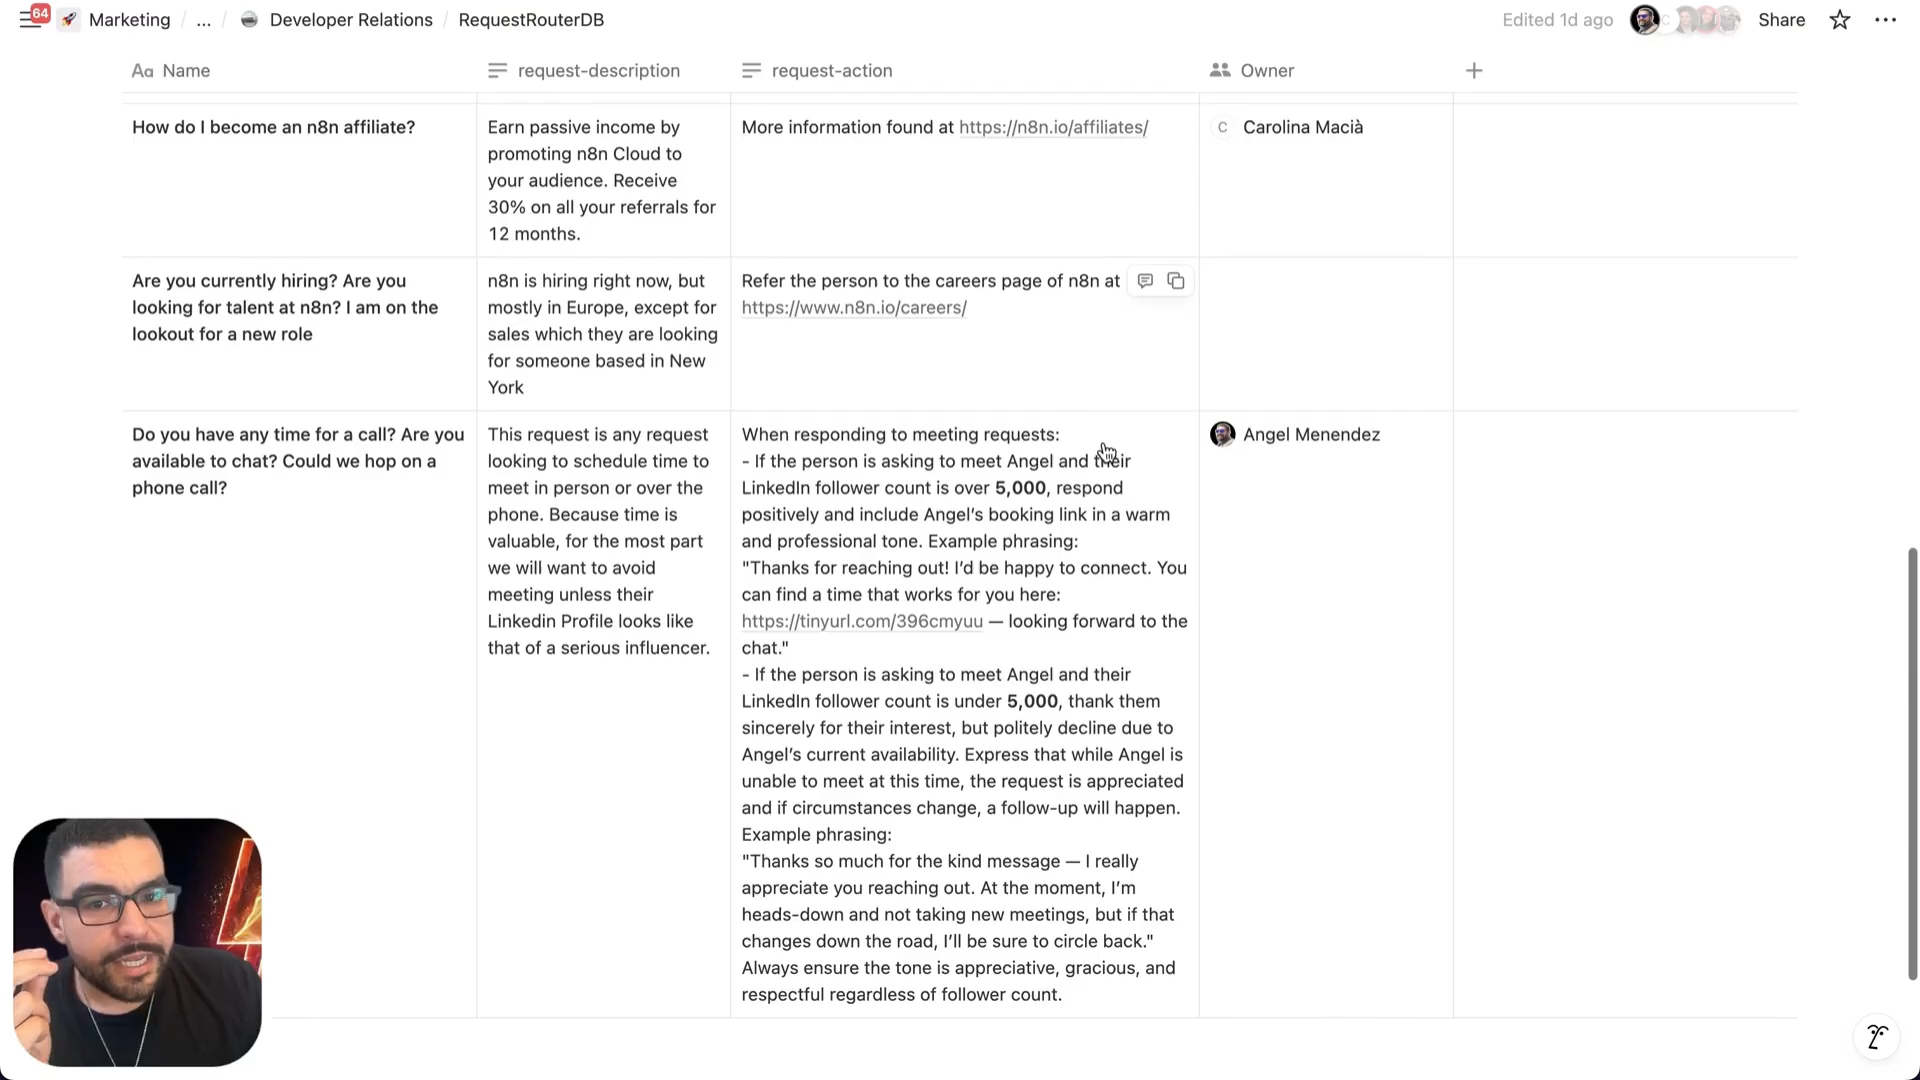 64
Marketing / ... / Developer Relations / RequestRouterDB
Edited 1d ago
C
Share
Aa Name
request-description
request-action
Owner
How do I become an n8n affiliate?
Earn passive income by
promoting n8n Cloud to
your audience. Receive
30% on all your referrals for
12 months.
More information found at https://n8n.io/affiliates/
C Carolina Macià
Are you currently hiring? Are you
looking for talent at n8n? I am on the
lookout for a new role
n8n is hiring right now, but
mostly in Europe, except for
sales which they are looking
for someone based in New
York
Refer the person to the careers page of n8n at
https://www.n8n.io/careers/
Do you have any time for a call? Are you
available to chat? Could we hop on a
phone call?
This request is any request
looking to schedule time to
meet in person or over the
phone. Because time is
valuable, for the most part
we will want to avoid
meeting unless their
Linkedin Profile looks like
that of a serious influencer.
When responding to meeting requests:
- If the person is asking to meet Angel and their
LinkedIn follower count is over 5,000, respond
positively and include Angel’s booking link in a warm
and professional tone. Example phrasing:
"Thanks for reaching out! I’d be happy to connect. You
can find a time that works for you here:
https://tinyurl.com/396cmyuu — looking forward to the
chat."
- If the person is asking to meet Angel and their
LinkedIn follower count is under 5,000, thank them
sincerely for their interest, but politely decline due to
Angel’s current availability. Express that while Angel is
unable to meet at this time, the request is appreciated
and if circumstances change, a follow-up will happen.
Example phrasing:
"Thanks so much for the kind message — I really
appreciate you reaching out. At the moment, I’m
heads-down and not taking new meetings, but if that
changes down the road, I’ll be sure to circle back."
Always ensure the tone is appreciative, gracious, and
respectful regardless of follower count.
Angel Menendez